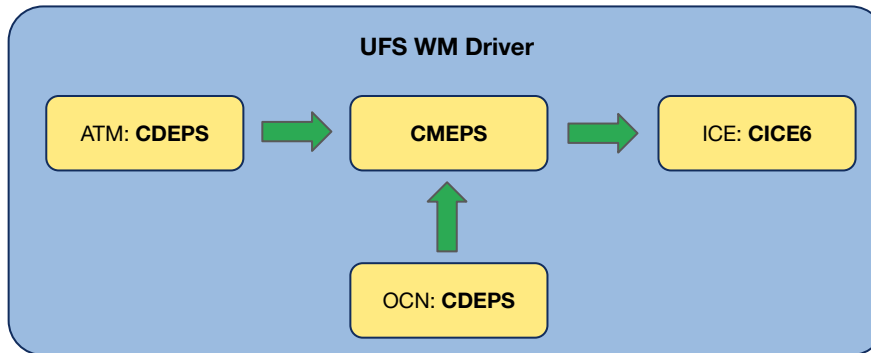 UFS WM Driver
ATM: CDEPS
CMEPS
ICE: CICE6
OCN: CDEPS